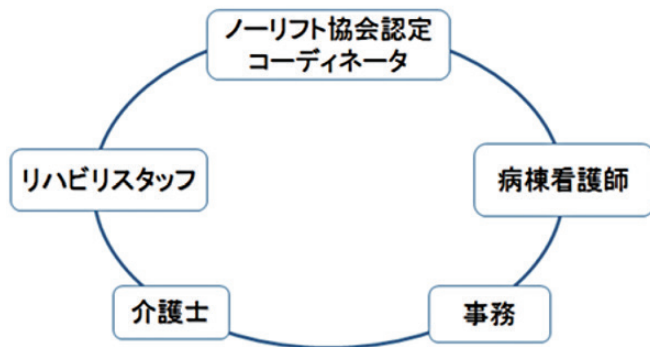 ノーリフト協会認定
コーディネータ
リハビリスタッフ
病棟看護師
介護士
事務